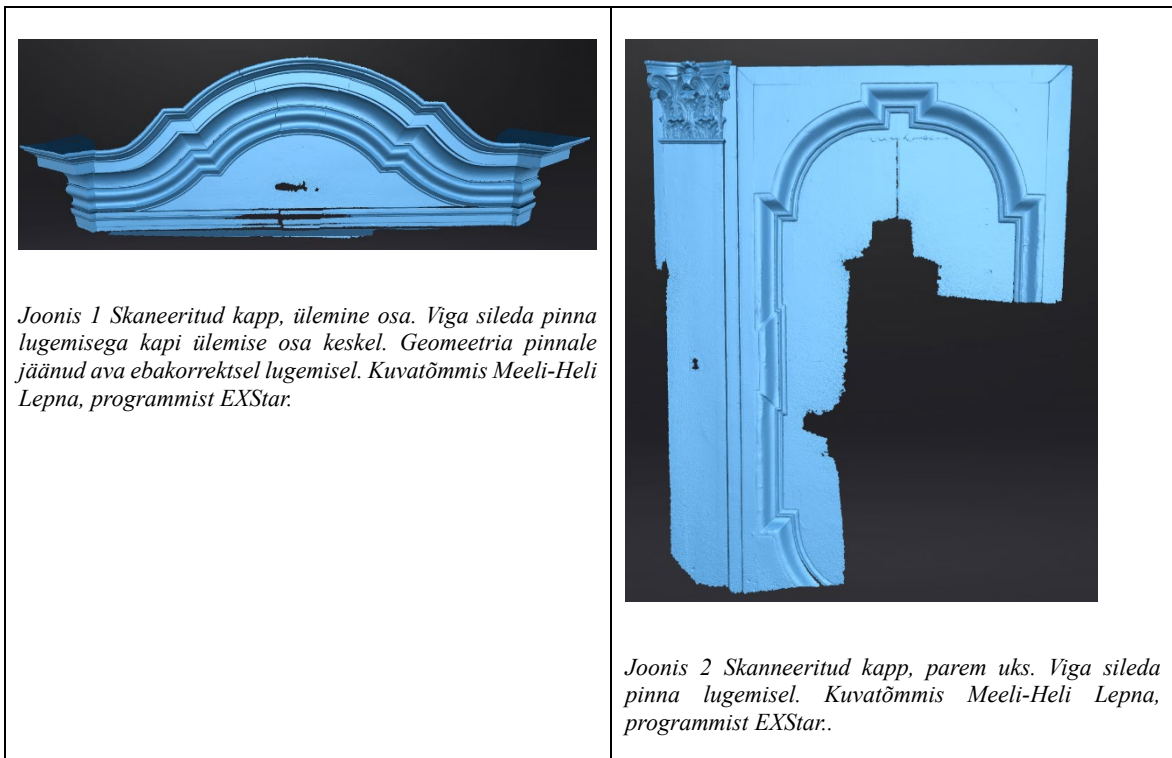 Joonis 1 Skaneeritud kapp, ülemine osa. Viga sileda pinna
lugemisega kapi ülemise osa keskel. Geomeetria pinnale
jäänud ava ebakorrektsel lugemisel. Kuvatõmmis Meeli-Heli
Lepna, programmist EXStar.
Joonis 2 Skanneeritud kapp, parem uks. Viga sileda
pinna lugemisel. Kuvatõmmis Meeli-Heli Lepna,
programmist EXStar..